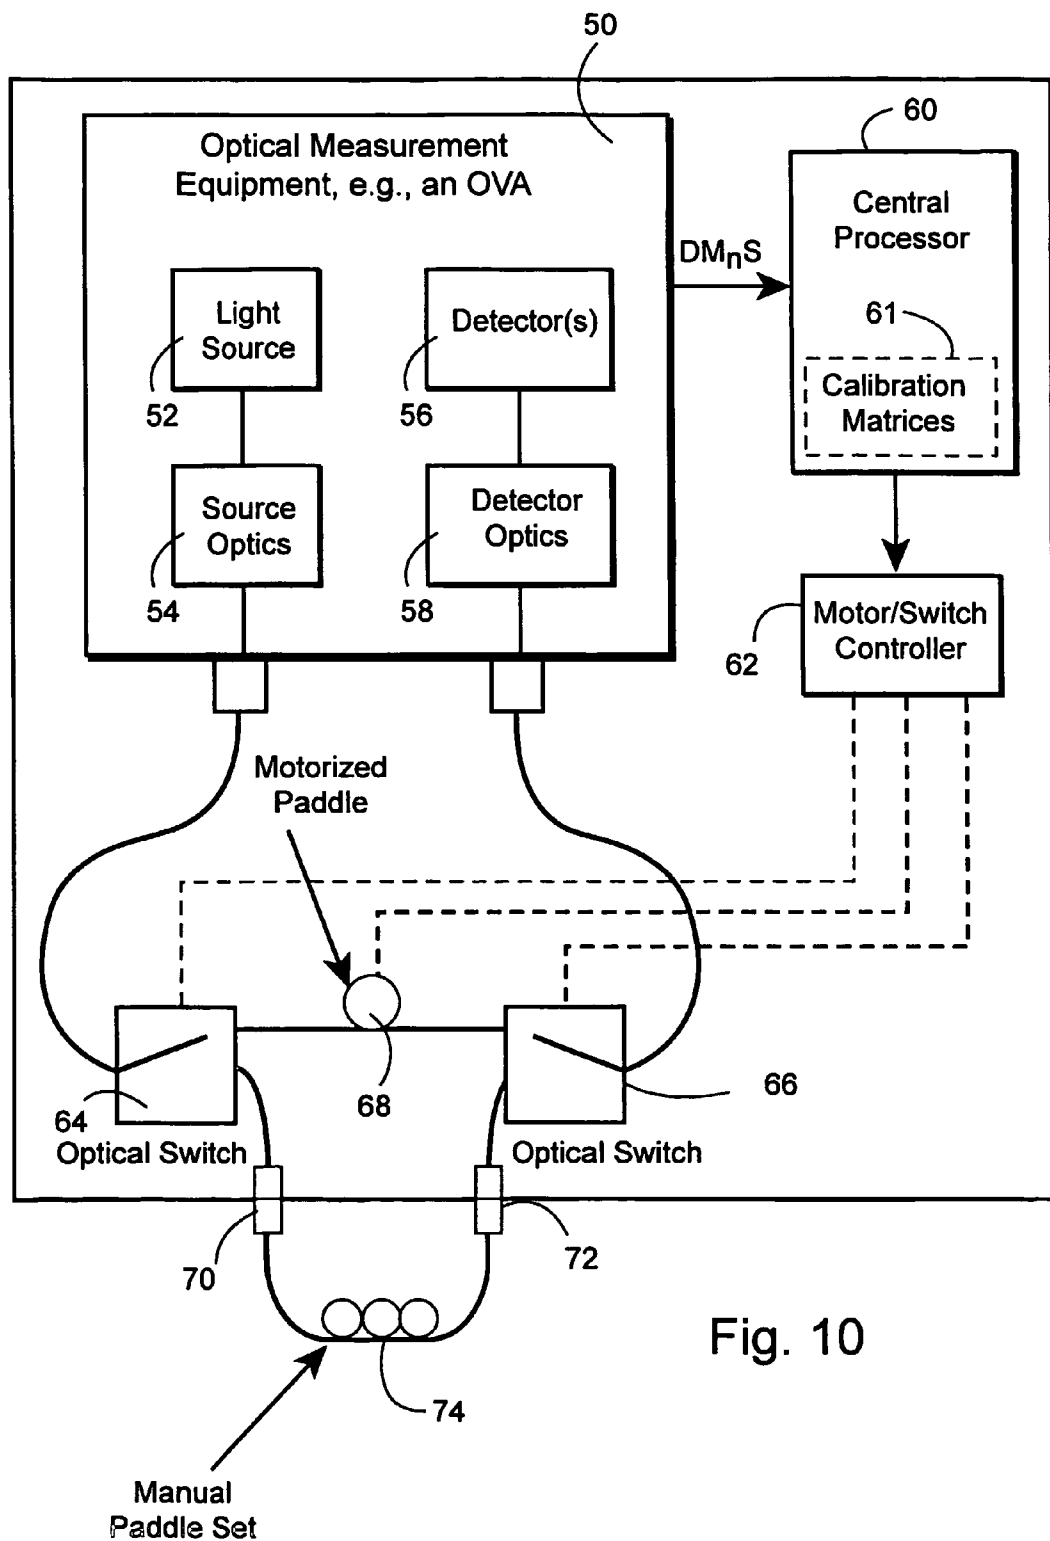 50
60
Optical Measurement
Equipment, e.g., an OVA
Central
Processor
DMnS
Light
Source
Detector(s)
61
Calibration
Matrices
52
56
Source
Optics
Detector
Optics
54
58
Motor/Switch
Controller
62
Motorized
Paddle
64
68
66
Optical Switch
Optical Switch
70
72
Fig. 10
74
Manual
Paddle Set